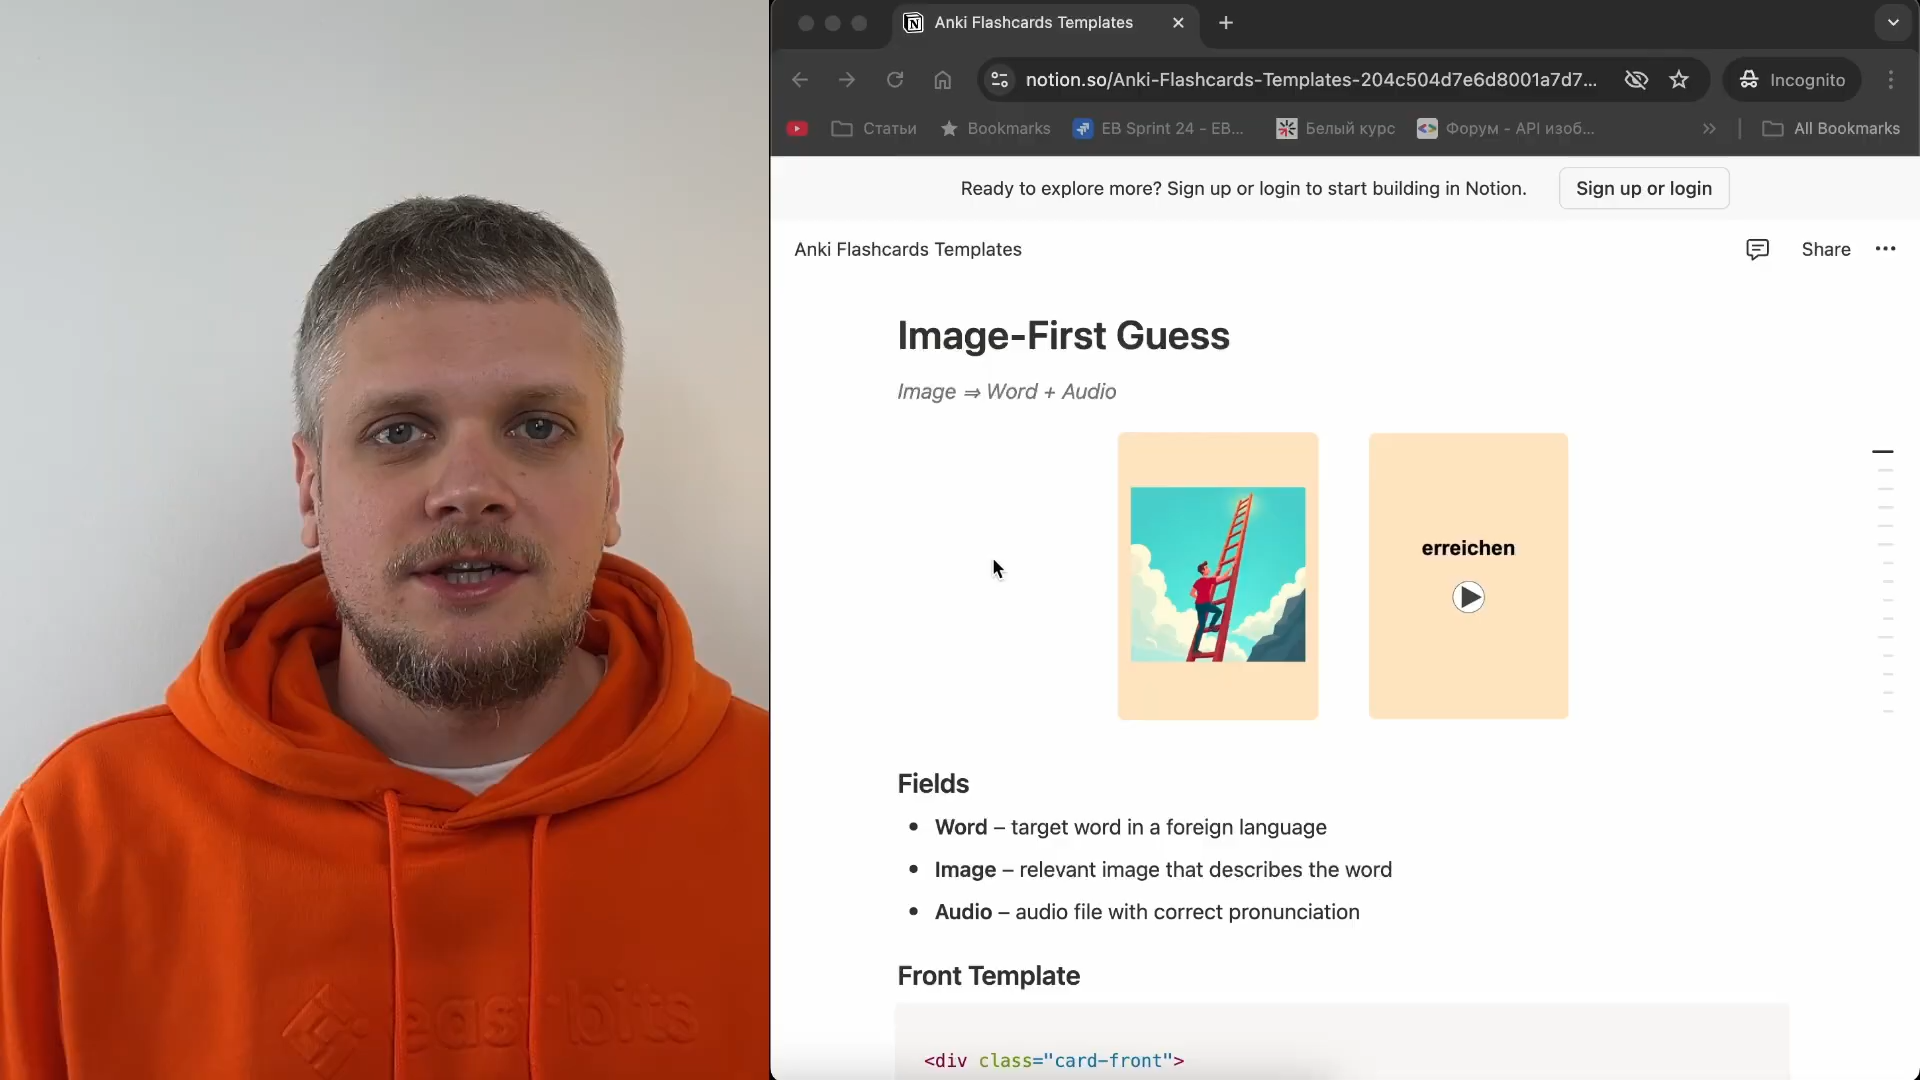 Anki Flashcards Templates
notion.so/Anki-Flashcards-Templates-204c504d7e6d8001a7d7...
Incognito
Статьи
Bookmarks
EB Sprint 24 - EB...
Белый курс
Форум - API изоб...
All Bookmarks
Ready to explore more? Sign up or login to start building in Notion.
Sign up or login
Anki Flashcards Templates
Share
Image-First Guess
Image ⇒ Word + Audio
erreichen
Fields
• Word – target word in a foreign language
• Image – relevant image that describes the word
• Audio – audio file with correct pronunciation
Front Template
<div class="card-front">
easybits